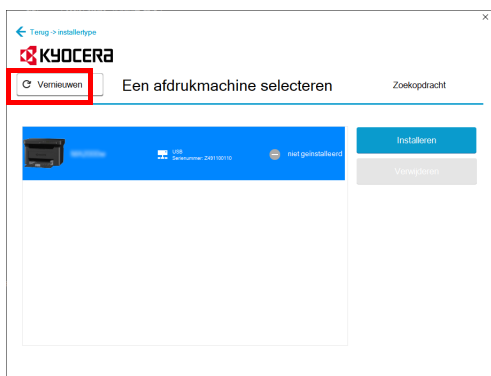 Terug -> installertype
KYOCERA
Vernieuwen
Een afdrukmachine selecteren
Zoekopdracht
USB
Serienummer: Z491100110
niet geïnstalleerd
Installeren
Verwijderen